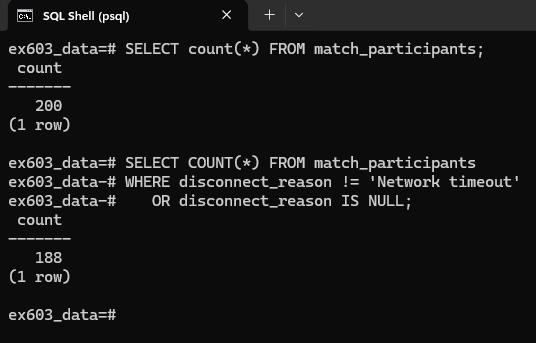 SQL Shell (psql)
ex603_data=# SELECT count(*) FROM match_participants;
 count
-------
   200
(1 row)

ex603_data=# SELECT COUNT(*) FROM match_participants
ex603_data-# WHERE disconnect_reason != 'Network timeout'
ex603_data-#    OR disconnect_reason IS NULL;
 count
-------
   188
(1 row)

ex603_data=#